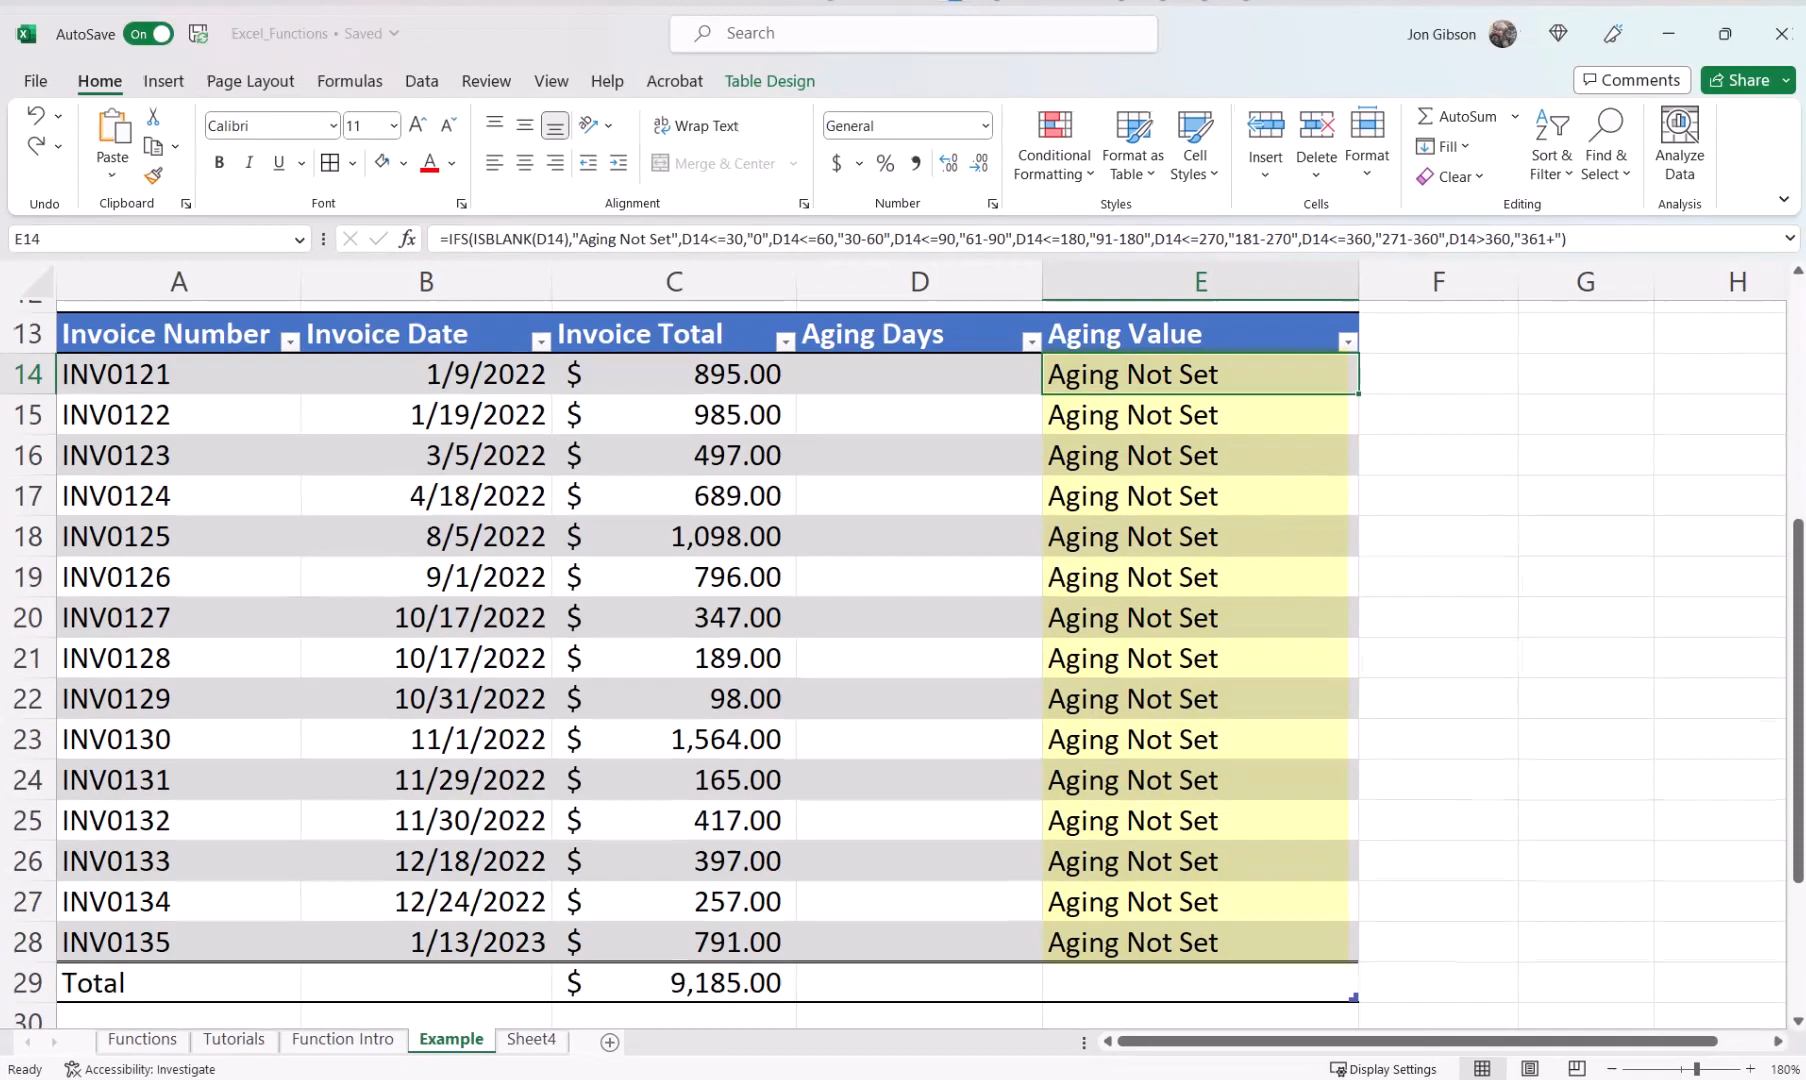 AutoSave On Excel_Functions • Saved Search Jon Gibson
File Home Insert Page Layout Formulas Data Review View Help Acrobat Table Design Comments Share
Calibri 11 Wrap Text General AutoSum
Paste Conditional Formatting Format as Table Cell Styles Insert Delete Format Fill Sort & Filter Find & Select Analyze Data
B I U A Merge & Center $ % Clear
Undo Clipboard Font Alignment Number Styles Cells Editing Analysis
E14 fx =IFS(ISBLANK(D14),"Aging Not Set",D14<=30,"0",D14<=60,"30-60",D14<=90,"61-90",D14<=180,"91-180",D14<=270,"181-270",D14<=360,"271-360",D14>360,"361+")
A B C D E F G H
13 Invoice Number Invoice Date Invoice Total Aging Days Aging Value
14 INV0121 1/9/2022 $ 895.00 Aging Not Set
15 INV0122 1/19/2022 $ 985.00 Aging Not Set
16 INV0123 3/5/2022 $ 497.00 Aging Not Set
17 INV0124 4/18/2022 $ 689.00 Aging Not Set
18 INV0125 8/5/2022 $ 1,098.00 Aging Not Set
19 INV0126 9/1/2022 $ 796.00 Aging Not Set
20 INV0127 10/17/2022 $ 347.00 Aging Not Set
21 INV0128 10/17/2022 $ 189.00 Aging Not Set
22 INV0129 10/31/2022 $ 98.00 Aging Not Set
23 INV0130 11/1/2022 $ 1,564.00 Aging Not Set
24 INV0131 11/29/2022 $ 165.00 Aging Not Set
25 INV0132 11/30/2022 $ 417.00 Aging Not Set
26 INV0133 12/18/2022 $ 397.00 Aging Not Set
27 INV0134 12/24/2022 $ 257.00 Aging Not Set
28 INV0135 1/13/2023 $ 791.00 Aging Not Set
29 Total $ 9,185.00
30
Functions Tutorials Function Intro Example Sheet4
Ready Accessibility: Investigate Display Settings 180%